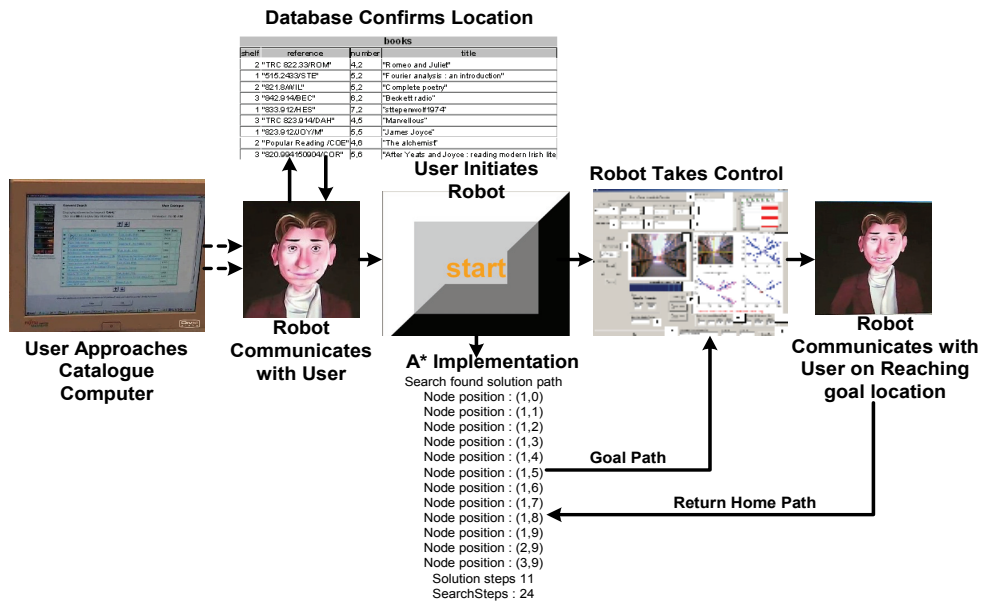 Database Confirms Location
books
shelf reference number title
2 "TRC 822.33/ROM" 4,2 "Romeo and Juliet"
1 "515.2433/STE" 5,2 "Fourier analysis : an introduction"
2 "821.8/WIL" 5,2 "Complete poetry"
3 "842.914/BEC" 6,2 "Beckett radio"
1 "833.912/HES" 7,2 "sttepenwolf1974"
3 "TRC 823.914/DAH" 4,5 "Marvellous"
1 "823.912/JOY/M" 5,5 "James Joyce"
2 "Popular Reading /COE" 4,6 "The alchemist"
3 "820.994150904/COR" 5,6 "After Yeats and Joyce : reading modern Irish lite
User Initiates
Robot
Robot Takes Control
start
User Approaches
Catalogue
Computer
Robot
Communicates
with User
Robot
Communicates with
User on Reaching
goal location
A* Implementation
Search found solution path
Node position : (1,0)
Node position : (1,1)
Node position : (1,2)
Node position : (1,3)
Node position : (1,4)
Node position : (1,5)
Node position : (1,6)
Node position : (1,7)
Node position : (1,8)
Node position : (1,9)
Node position : (2,9)
Node position : (3,9)
Solution steps 11
SearchSteps : 24
Goal Path
Return Home Path